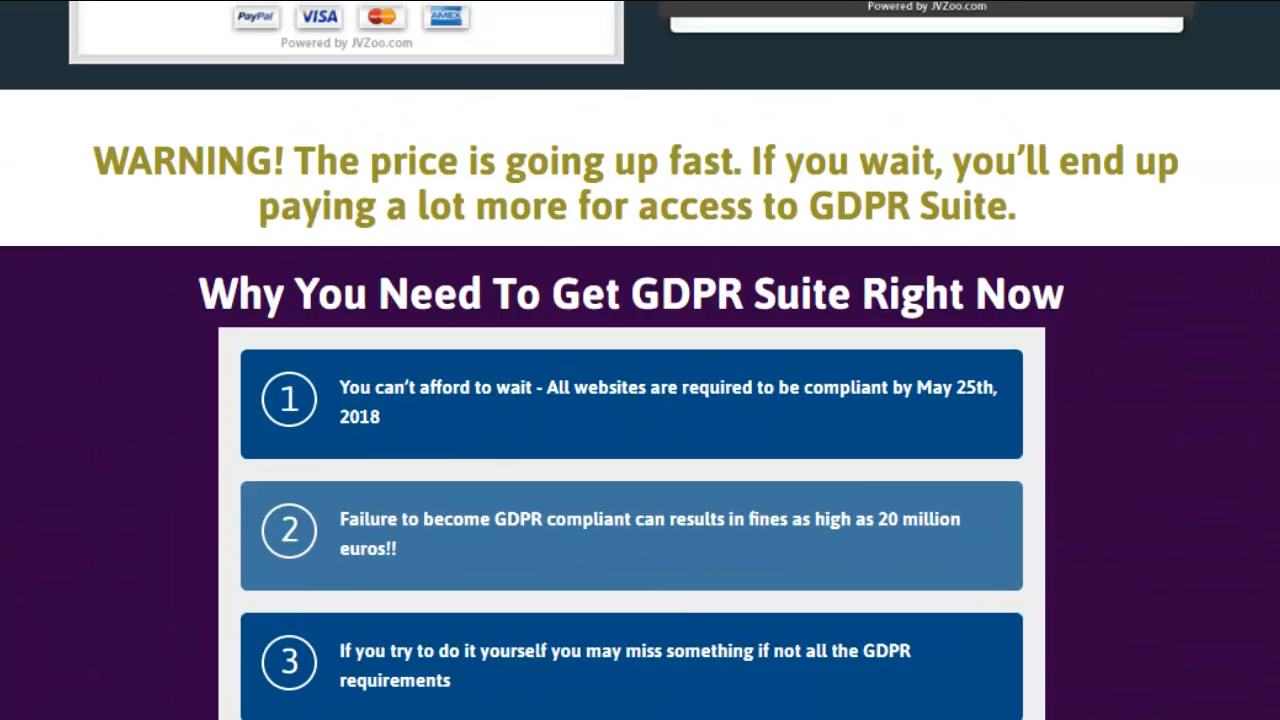 PayPal VISA MasterCard AMEX
Powered by JVZoo.com
Powered by JVZoo.com
WARNING! The price is going up fast. If you wait, you’ll end up
paying a lot more for access to GDPR Suite.
Why You Need To Get GDPR Suite Right Now
1
You can’t afford to wait - All websites are required to be compliant by May 25th,
2018
2
Failure to become GDPR compliant can results in fines as high as 20 million
euros!!
3
If you try to do it yourself you may miss something if not all the GDPR
requirements